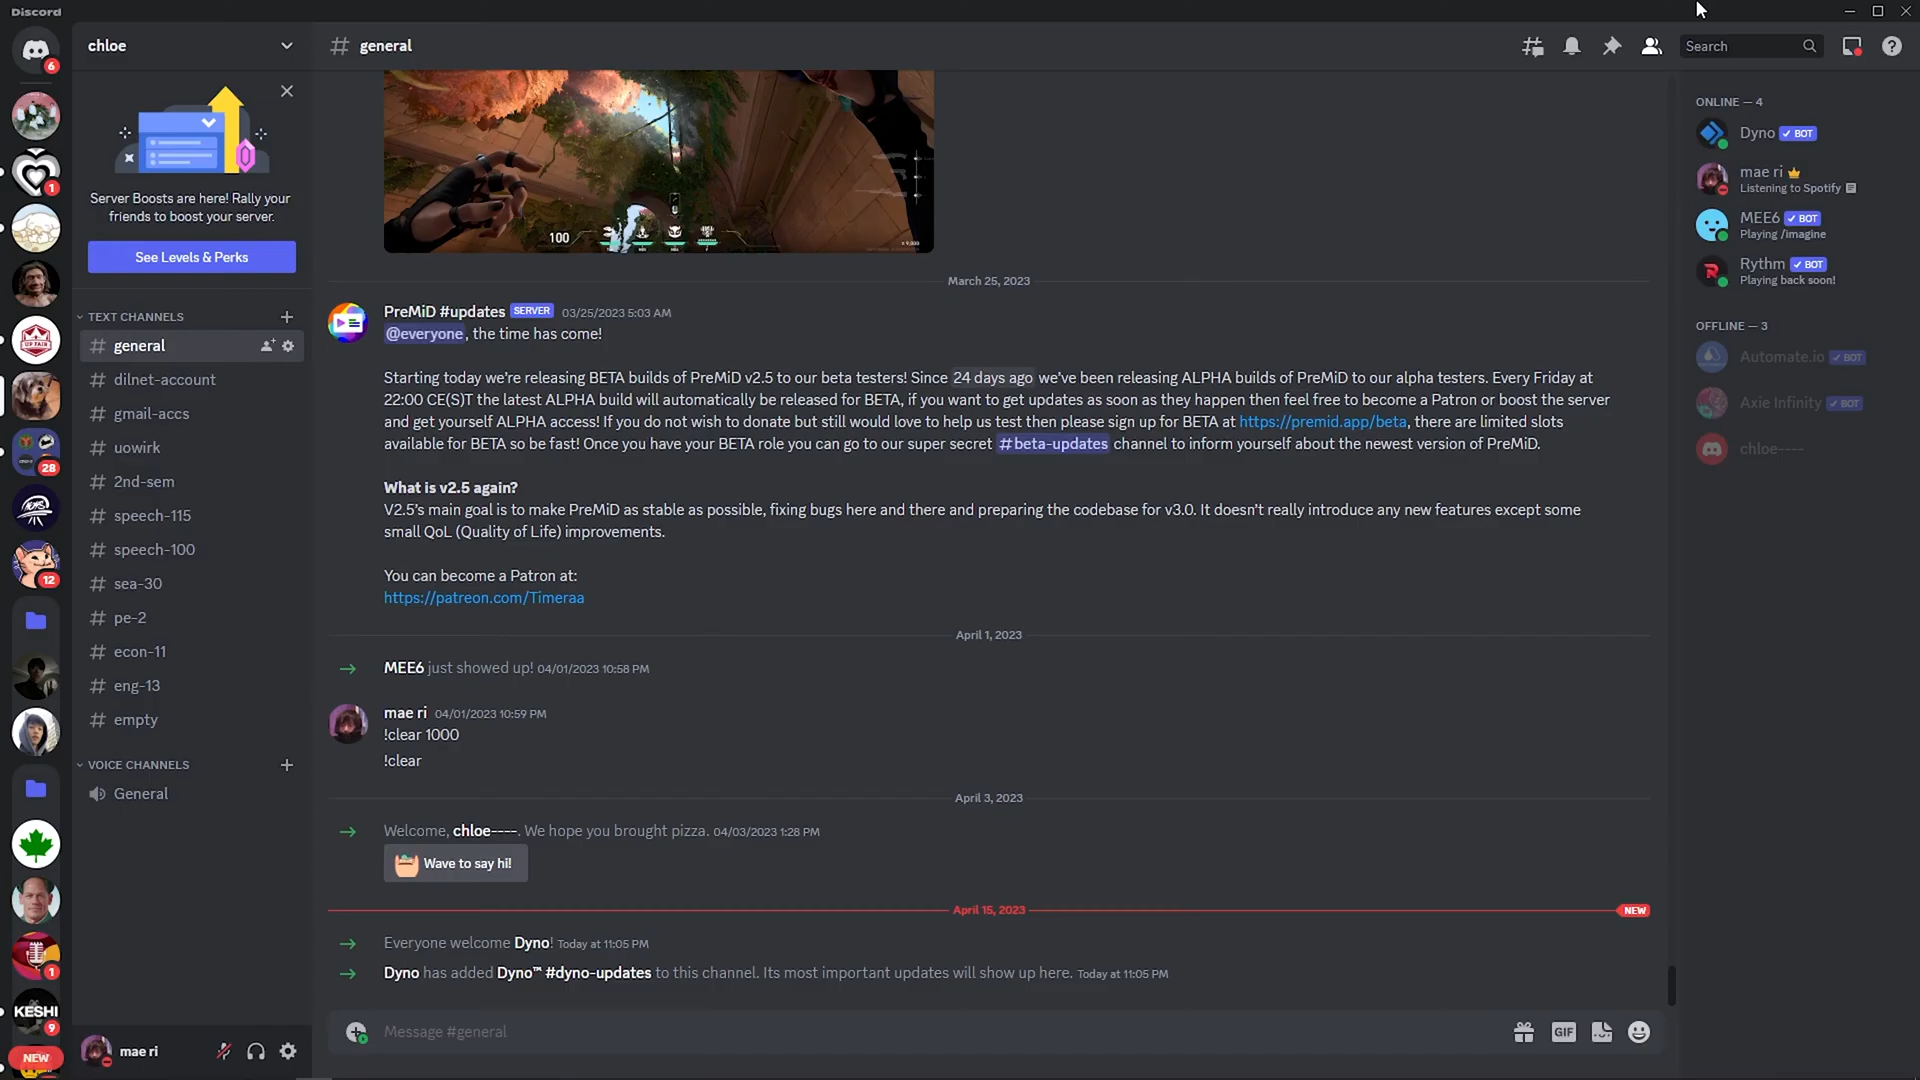 Discord
6
chloe
general
Search
Server Boosts are here! Rally your
friends to boost your server.
See Levels & Perks
TEXT CHANNELS
general
dilnet-account
gmail-accs
uowirk
2nd-sem
speech-115
speech-100
sea-30
pe-2
econ-11
eng-13
empty
VOICE CHANNELS
General
1
UP FAIR
28
12
1
KESHI
9
NEW
mae ri
100
March 25, 2023
PreMiD #updates SERVER 03/25/2023 5:03 AM
@everyone, the time has come!
Starting today we're releasing BETA builds of PreMiD v2.5 to our beta testers! Since 24 days ago we've been releasing ALPHA builds of PreMiD to our alpha testers. Every Friday at
22:00 CE(S)T the latest ALPHA build will automatically be released for BETA, if you want to get updates as soon as they happen then feel free to become a Patron or boost the server
and get yourself ALPHA access! If you do not wish to donate but still would love to help us test then please sign up for BETA at https://premid.app/beta, there are limited slots
available for BETA so be fast! Once you have your BETA role you can go to our super secret #beta-updates channel to inform yourself about the newest version of PreMiD.
What is v2.5 again?
V2.5's main goal is to make PreMiD as stable as possible, fixing bugs here and there and preparing the codebase for v3.0. It doesn't really introduce any new features except some
small QoL (Quality of Life) improvements.
You can become a Patron at:
https://patreon.com/Timeraa
April 1, 2023
MEE6 just showed up! 04/01/2023 10:58 PM
mae ri 04/01/2023 10:59 PM
!clear 1000
!clear
April 3, 2023
Welcome, chloe----. We hope you brought pizza. 04/03/2023 1:28 PM
Wave to say hi!
April 15, 2023 NEW
Everyone welcome Dyno! Today at 11:05 PM
Dyno has added Dyno™ #dyno-updates to this channel. Its most important updates will show up here. Today at 11:05 PM
Message #general
GIF
ONLINE — 4
Dyno BOT
mae ri
Listening to Spotify
MEE6 BOT
Playing /imagine
Rythm BOT
Playing back soon!
OFFLINE — 3
Automate.io BOT
Axie Infinity BOT
chloe----